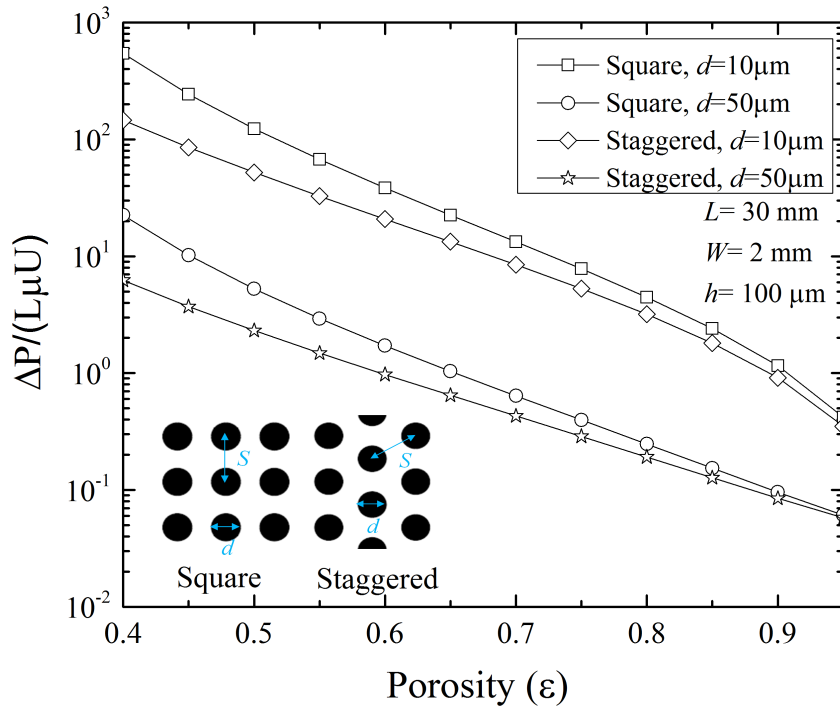 10³
10²
10¹
10⁰
10⁻¹
10⁻²
ΔP/(LμU)
Square, d=10μm
Square, d=50μm
Staggered, d=10μm
Staggered, d=50μm
L= 30 mm
W= 2 mm
h= 100 μm
S
S
d
d
Square
Staggered
0.4 0.5 0.6 0.7 0.8 0.9
Porosity (ε)